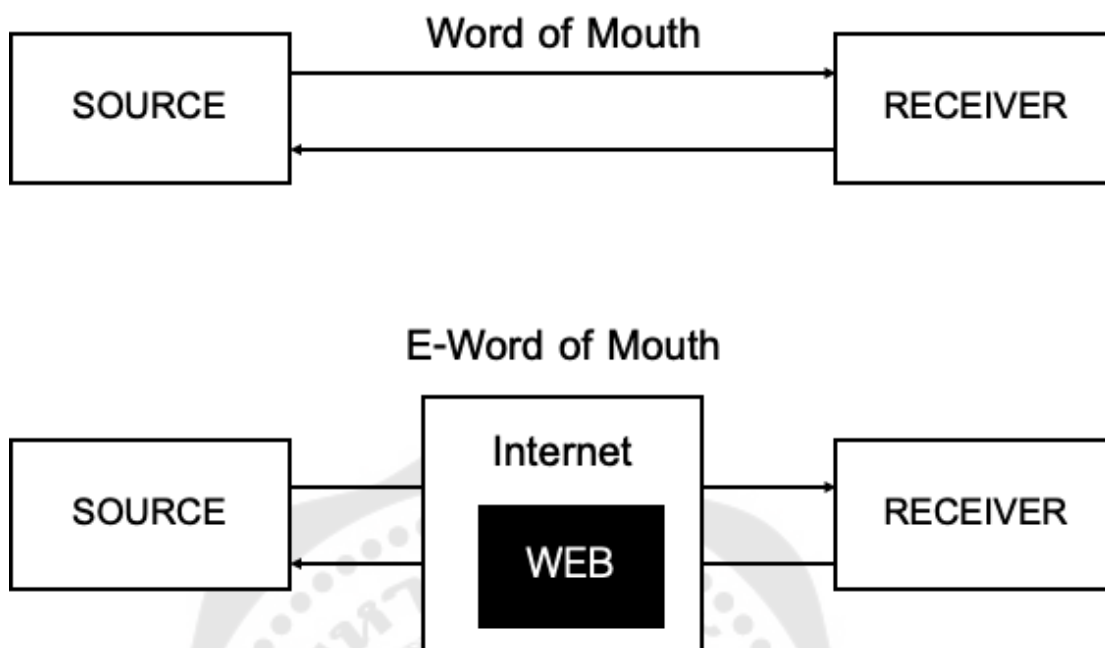 Word of Mouth
SOURCE
RECEIVER
E-Word of Mouth
Internet
SOURCE
WEB
RECEIVER